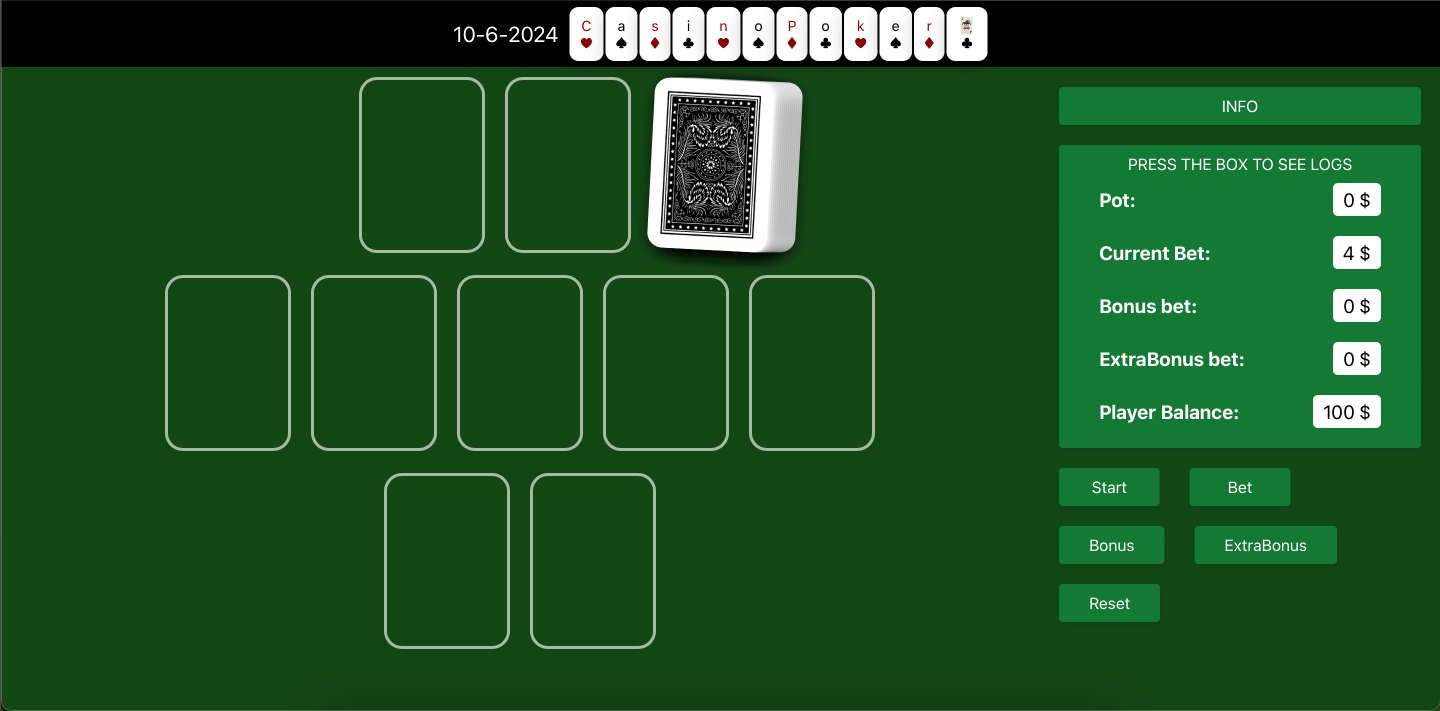 10-6-2024 CasinoPoker
INFO
PRESS THE BOX TO SEE LOGS
Pot: 0 $
Current Bet: 4 $
Bonus bet: 0 $
ExtraBonus bet: 0 $
Player Balance: 100 $
Start Bet
Bonus ExtraBonus
Reset